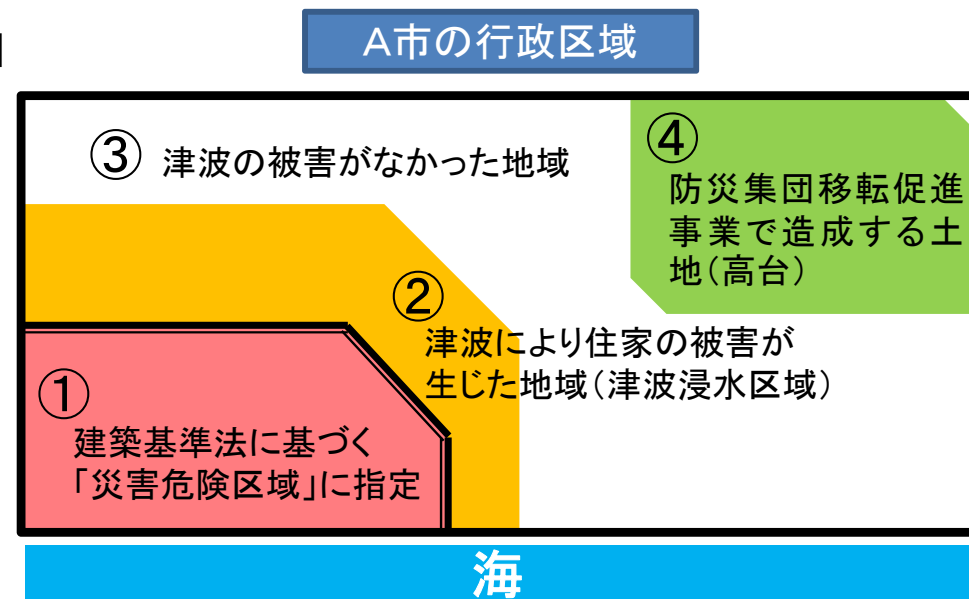 A市の行政区域
③ 津波の被害がなかった地域
④
防災集団移転促進
事業で造成する土
地(高台)
②
津波により住家の被害が
生じた地域(津波浸水区域)
①
建築基準法に基づく
「災害危険区域」に指定
海